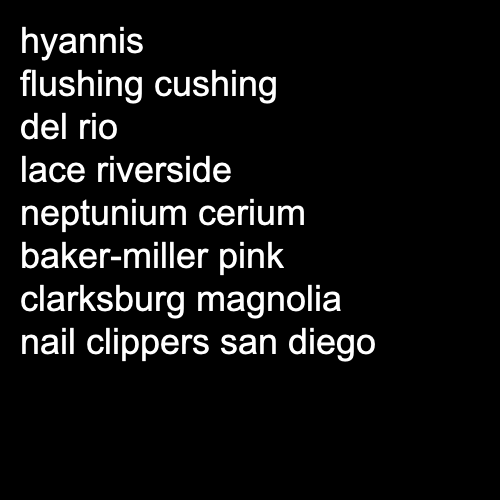 hyannis
flushing cushing
del rio
lace riverside
neptunium cerium
baker-miller pink
clarksburg magnolia
nail clippers san diego